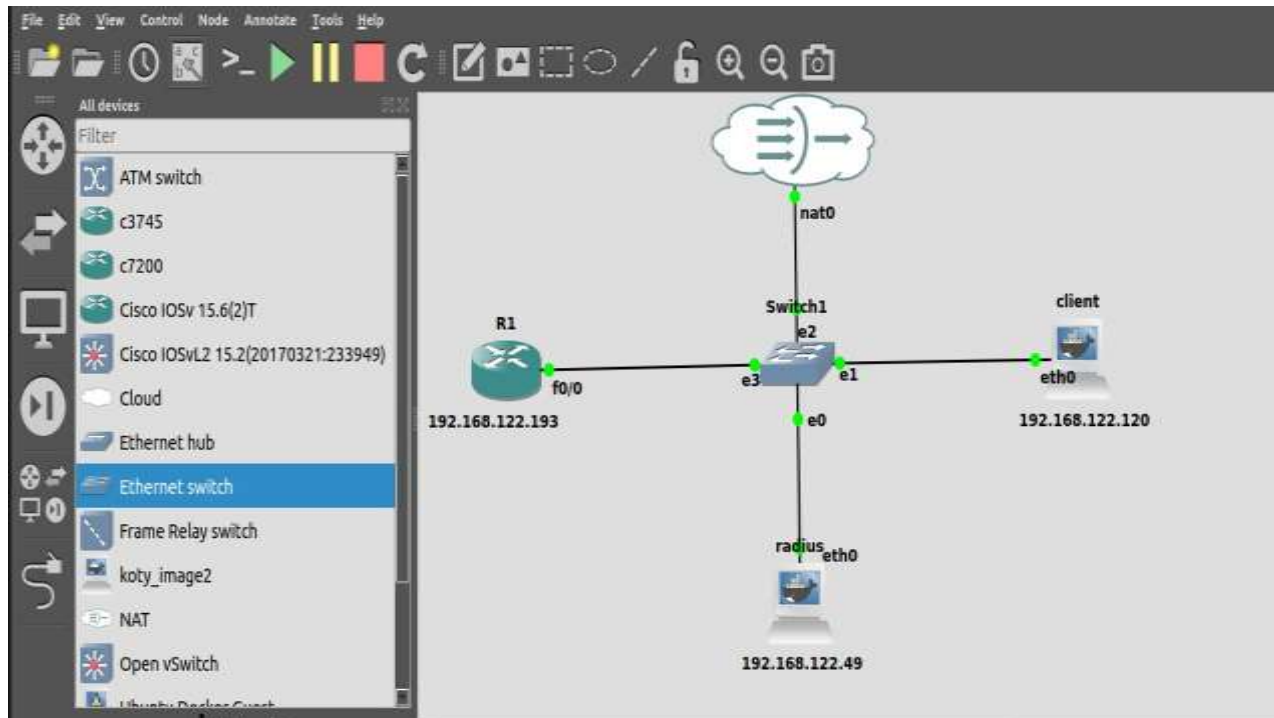 File Edit View Control Node Annotate Tools Help
All devices
Filter
ATM switch
c3745
c7200
Cisco IOSv 15.6(2)T
Cisco IOSvL2 15.2(20170321:233949)
Cloud
Ethernet hub
Ethernet switch
Frame Relay switch
koty_image2
NAT
Open vSwitch
Ubuntu Docker Guest
nat0
Switch1
e2
client
R1
e3
e1
eth0
f0/0
192.168.122.193
e0
192.168.122.120
radius
eth0
192.168.122.49